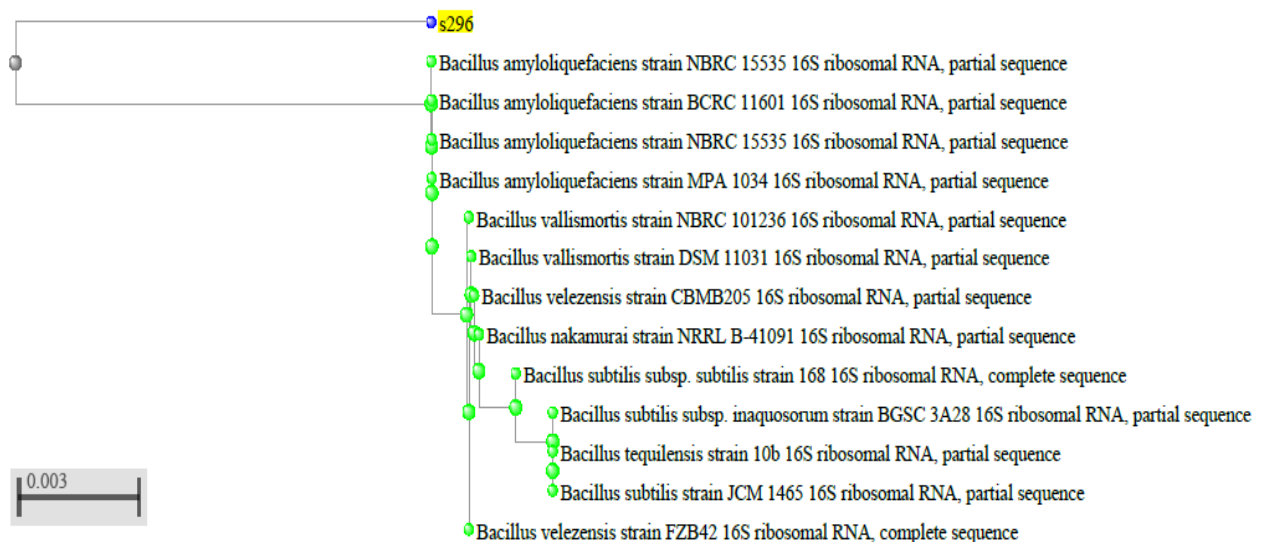 s296
Bacillus amyloliquefaciens strain NBRC 15535 16S ribosomal RNA, partial sequence
Bacillus amyloliquefaciens strain BCRC 11601 16S ribosomal RNA, partial sequence
Bacillus amyloliquefaciens strain NBRC 15535 16S ribosomal RNA, partial sequence
Bacillus amyloliquefaciens strain MPA 1034 16S ribosomal RNA, partial sequence
Bacillus vallismortis strain NBRC 101236 16S ribosomal RNA, partial sequence
Bacillus vallismortis strain DSM 11031 16S ribosomal RNA, partial sequence
Bacillus velezensis strain CBMB205 16S ribosomal RNA, partial sequence
Bacillus nakamurai strain NRRL B-41091 16S ribosomal RNA, partial sequence
Bacillus subtilis subsp. subtilis strain 168 16S ribosomal RNA, complete sequence
Bacillus subtilis subsp. inaquosorum strain BGSC 3A28 16S ribosomal RNA, partial sequence
Bacillus tequilensis strain 10b 16S ribosomal RNA, partial sequence
Bacillus subtilis strain JCM 1465 16S ribosomal RNA, partial sequence
Bacillus velezensis strain FZB42 16S ribosomal RNA, complete sequence
0.003